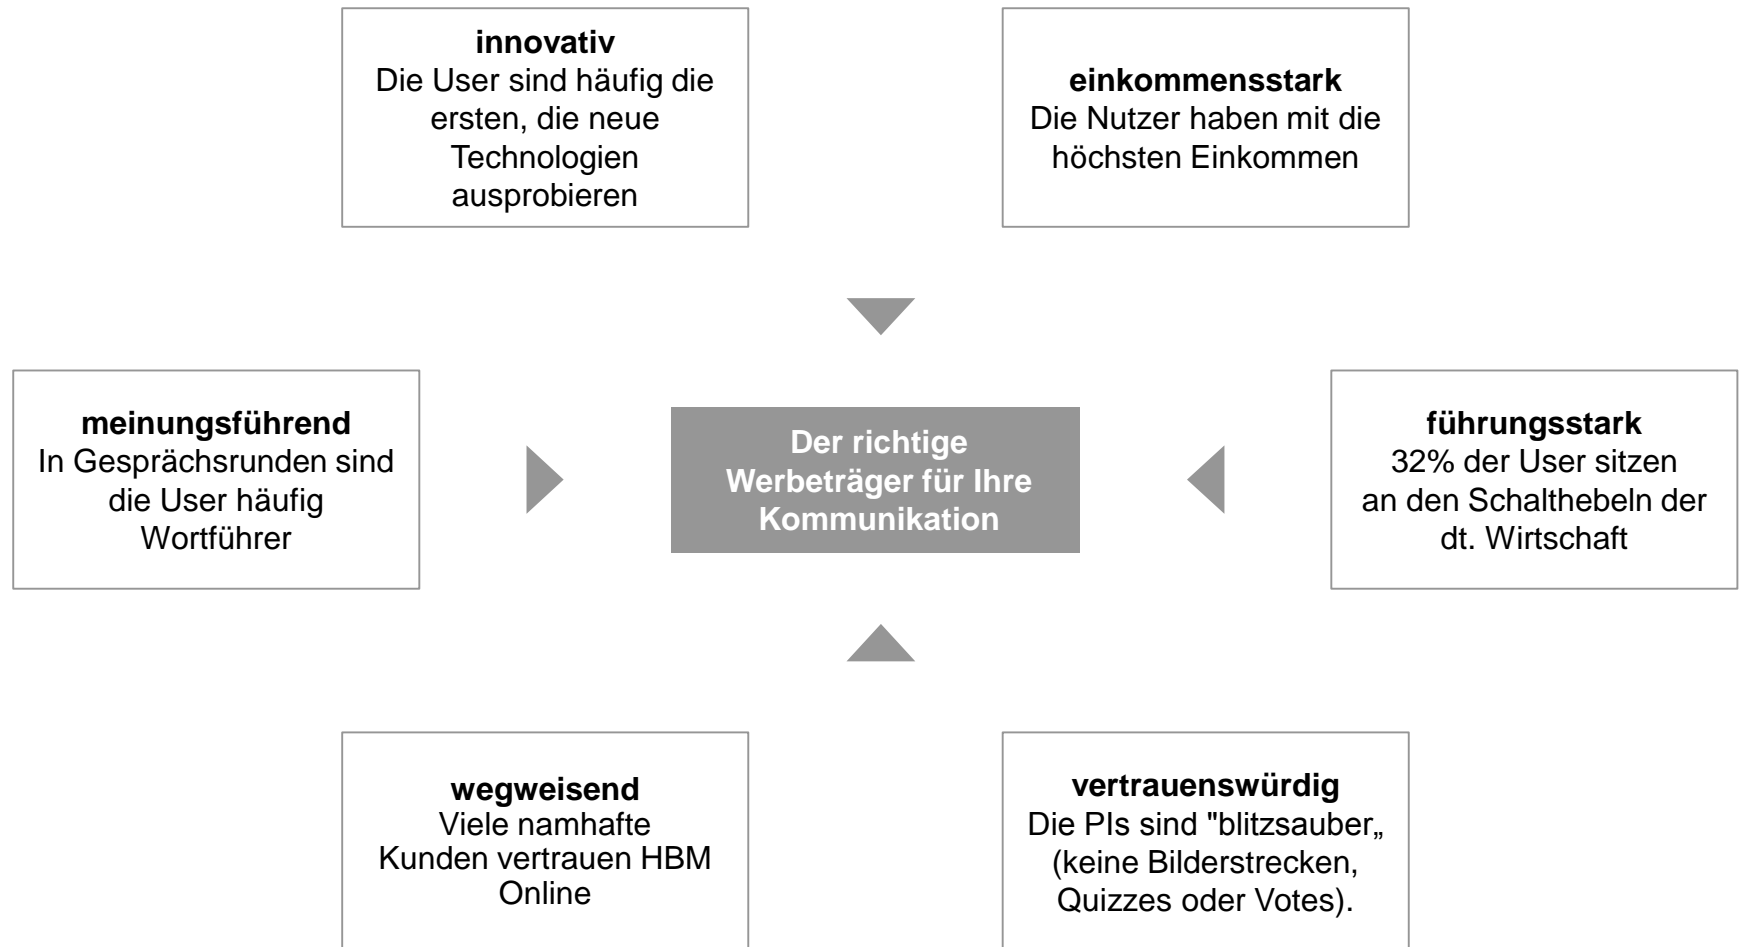 innovativ
Die User sind häufig die
ersten, die neue
Technologien
ausprobieren
einkommensstark
Die Nutzer haben mit die
höchsten Einkommen
meinungsführend
In Gesprächsrunden sind
die User häufig
Wortführer
Der richtige
Werbeträger für Ihre
Kommunikation
führungsstark
32% der User sitzen
an den Schalthebeln der
dt. Wirtschaft
wegweisend
Viele namhafte
Kunden vertrauen HBM
Online
vertrauenswürdig
Die PIs sind "blitzsauber„
(keine Bilderstrecken,
Quizzes oder Votes).